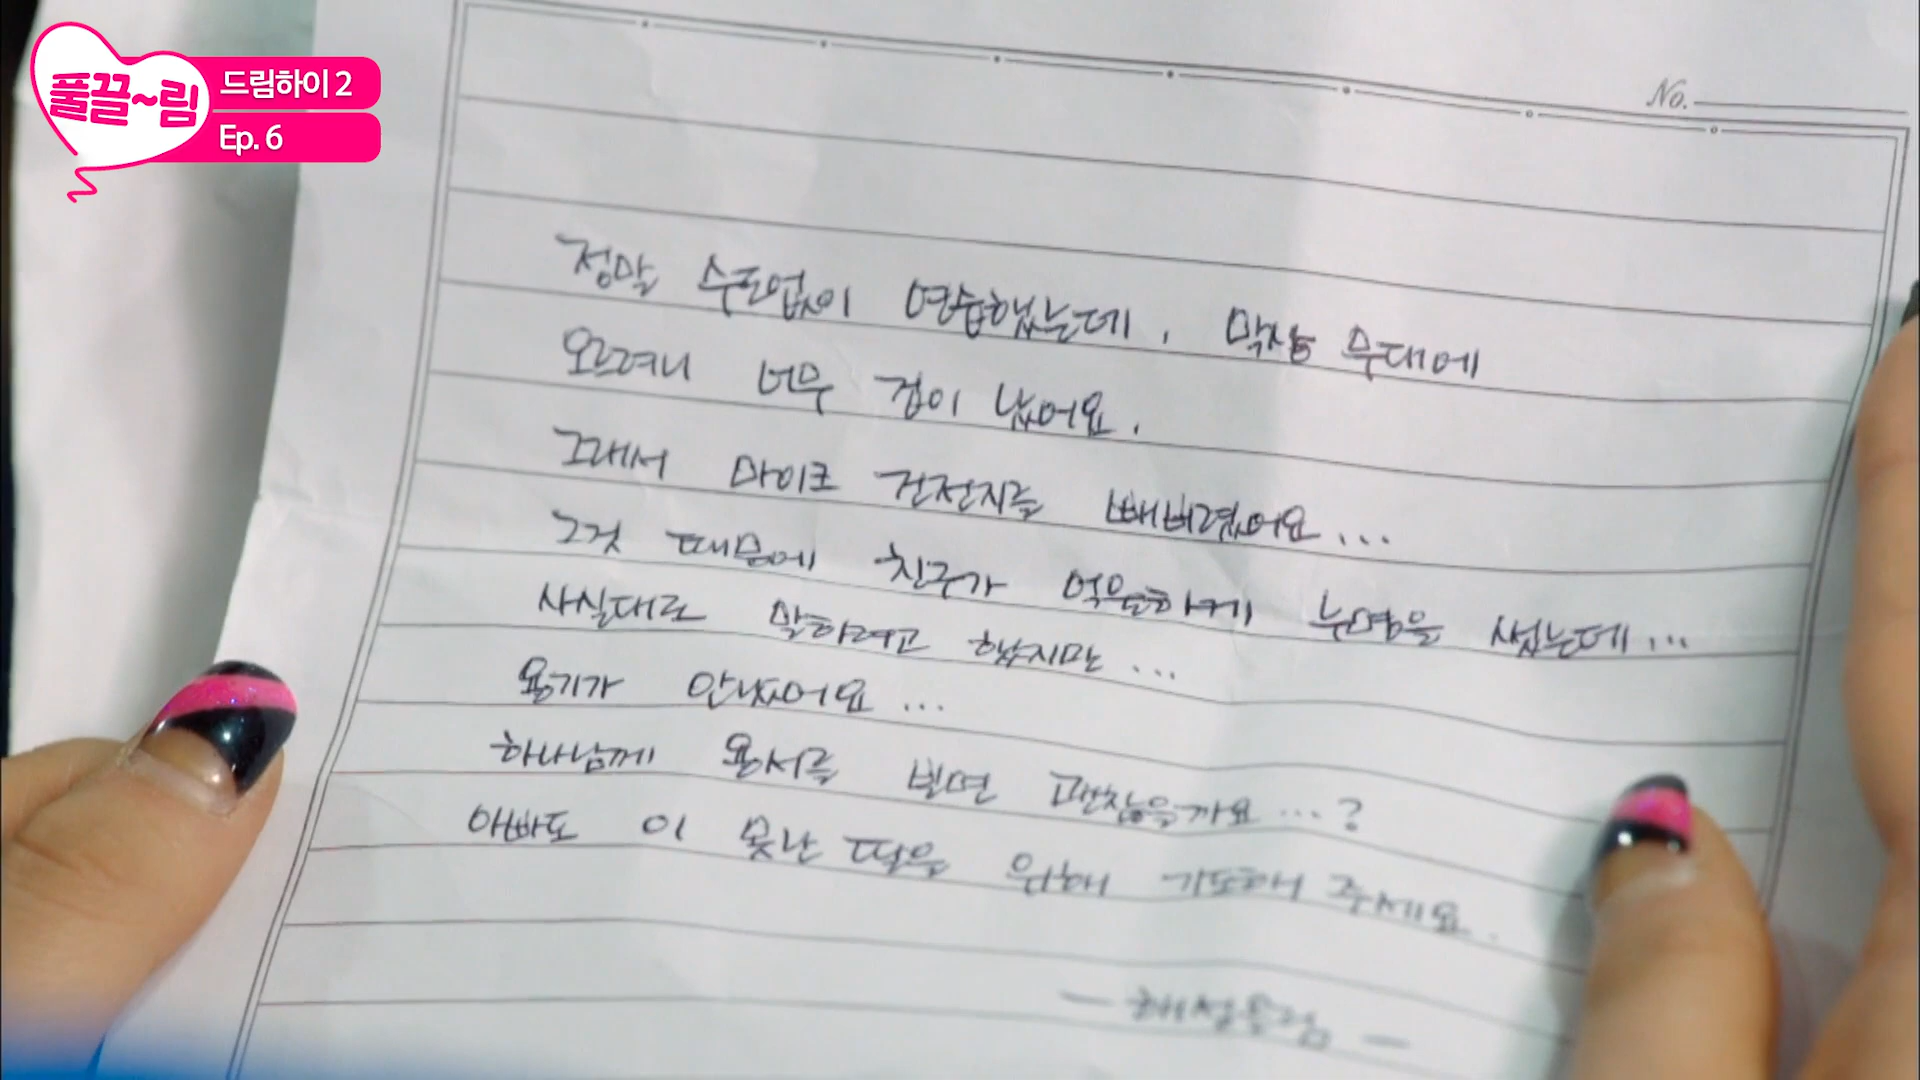 풀끌~림
드림하이 2
Ep. 6
No.
정말 수도없이 연습했는데, 막상 무대에
오르려니 너무 겁이 났어요.
그래서 마이크 건전지를 빼버렸어요...
그것 때문에 친구가 억울하게 누명을 썼는데...
사실대로 말하려고 했지만...
용기가 안났어요...
하나님께 용서를 빌면 괜찮을까요...?
아빠도 이 못난 딸을 위해 기도해 주세요.